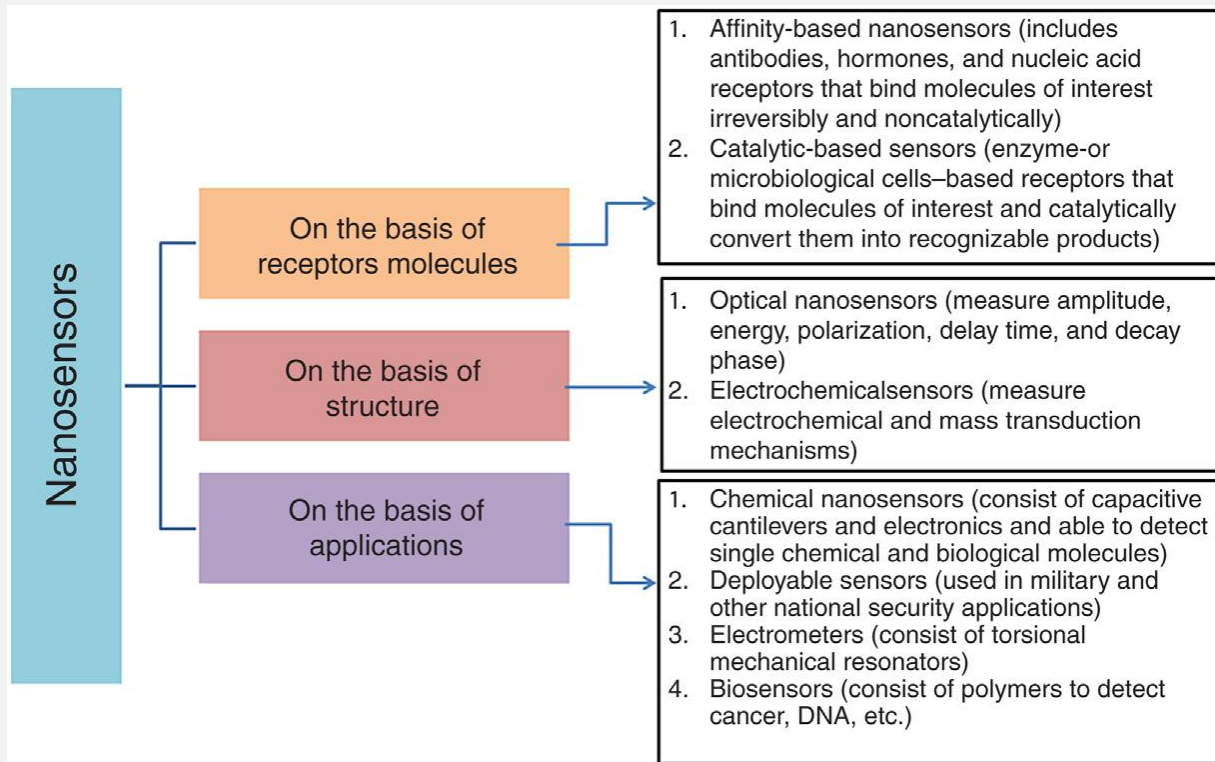 Nanosensors
On the basis of
receptors molecules
1. Affinity-based nanosensors (includes
antibodies, hormones, and nucleic acid
receptors that bind molecules of interest
irreversibly and noncatalytically)
2. Catalytic-based sensors (enzyme-or
microbiological cells–based receptors that
bind molecules of interest and catalytically
convert them into recognizable products)
On the basis of
structure
1. Optical nanosensors (measure amplitude,
energy, polarization, delay time, and decay
phase)
2. Electrochemicalsensors (measure
electrochemical and mass transduction
mechanisms)
On the basis of
applications
1. Chemical nanosensors (consist of capacitive
cantilevers and electronics and able to detect
single chemical and biological molecules)
2. Deployable sensors (used in military and
other national security applications)
3. Electrometers (consist of torsional
mechanical resonators)
4. Biosensors (consist of polymers to detect
cancer, DNA, etc.)